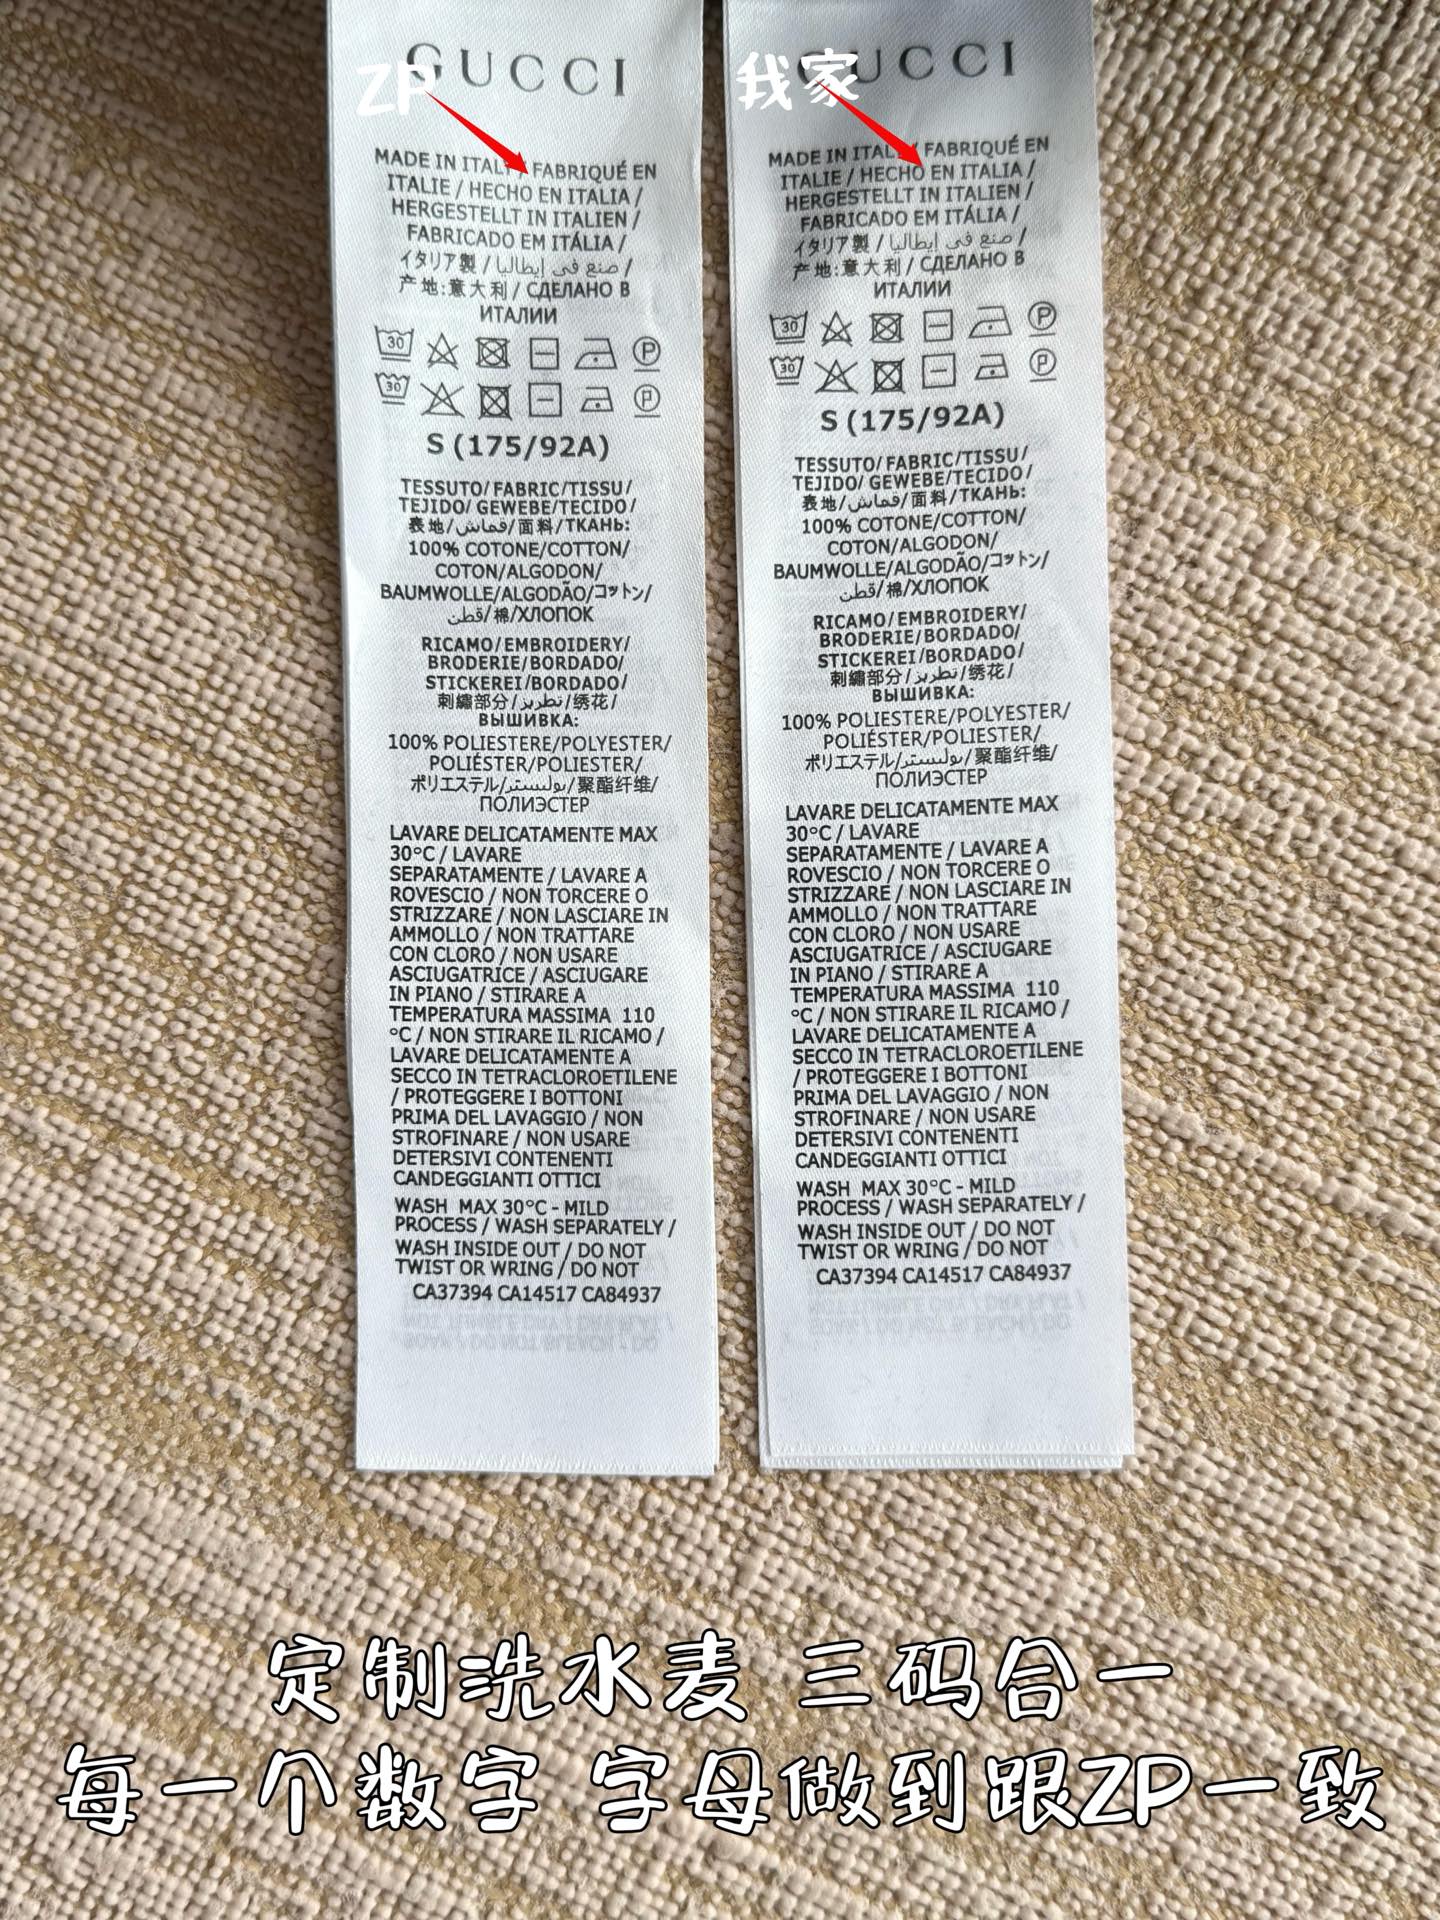 GUCCI
ZP
MADE IN ITALY / FABRIQUÉ EN
ITALIE / HECHO EN ITALIA /
HERGESTELLT IN ITALIEN /
FABRICADO EM ITÁLIA /
イタリア製 / صنع في إيطاليا /
产地:意大利 / СДЕЛАНО В
ИТАЛИИ
30 P
30 P
S (175/92A)
TESSUTO/FABRIC/TISSU/
TEJIDO/GEWEBE/TECIDO/
表地/قماش/面料/ТКАНЬ:
100% COTONE/COTTON/
COTON/ALGODON/
BAUMWOLLE/ALGODÃO/コットン/
قطن/棉/ХЛОПОК
RICAMO/EMBROIDERY/
BRODERIE/BORDADO/
STICKEREI/BORDADO/
刺繡部分/تطريز/绣花/
ВЫШИВКА:
100% POLIESTERE/POLYESTER/
POLIÉSTER/POLIESTER/
ポリエステル/بوليستر/聚酯纤维/
ПОЛИЭСТЕР
LAVARE DELICATAMENTE MAX
30°C / LAVARE
SEPARATAMENTE / LAVARE A
ROVESCIO / NON TORCERE O
STRIZZARE / NON LASCIARE IN
AMMOLLO / NON TRATTARE
CON CLORO / NON USARE
ASCIUGATRICE / ASCIUGARE
IN PIANO / STIRARE A
TEMPERATURA MASSIMA 110
°C / NON STIRARE IL RICAMO /
LAVARE DELICATAMENTE A
SECCO IN TETRACLOROETILENE
/ PROTEGGERE I BOTTONI
PRIMA DEL LAVAGGIO / NON
STROFINARE / NON USARE
DETERSIVI CONTENENTI
CANDEGGIANTI OTTICI
WASH MAX 30°C - MILD
PROCESS / WASH SEPARATELY /
WASH INSIDE OUT / DO NOT
TWIST OR WRING / DO NOT
CA37394 CA14517 CA84937
GUCCI
我家
MADE IN ITALY / FABRIQUÉ EN
ITALIE / HECHO EN ITALIA /
HERGESTELLT IN ITALIEN /
FABRICADO EM ITÁLIA /
イタリア製 / صنع في إيطاليا /
产地:意大利 / СДЕЛАНО В
ИТАЛИИ
30 P
30 P
S (175/92A)
TESSUTO/FABRIC/TISSU/
TEJIDO/GEWEBE/TECIDO/
表地/قماش/面料/ТКАНЬ:
100% COTONE/COTTON/
COTON/ALGODON/
BAUMWOLLE/ALGODÃO/コットン/
قطن/棉/ХЛОПОК
RICAMO/EMBROIDERY/
BRODERIE/BORDADO/
STICKEREI/BORDADO/
刺繡部分/تطريز/绣花/
ВЫШИВКА:
100% POLIESTERE/POLYESTER/
POLIÉSTER/POLIESTER/
ポリエステル/بوليستر/聚酯纤维/
ПОЛИЭСТЕР
LAVARE DELICATAMENTE MAX
30°C / LAVARE
SEPARATAMENTE / LAVARE A
ROVESCIO / NON TORCERE O
STRIZZARE / NON LASCIARE IN
AMMOLLO / NON TRATTARE
CON CLORO / NON USARE
ASCIUGATRICE / ASCIUGARE
IN PIANO / STIRARE A
TEMPERATURA MASSIMA 110
°C / NON STIRARE IL RICAMO /
LAVARE DELICATAMENTE A
SECCO IN TETRACLOROETILENE
/ PROTEGGERE I BOTTONI
PRIMA DEL LAVAGGIO / NON
STROFINARE / NON USARE
DETERSIVI CONTENENTI
CANDEGGIANTI OTTICI
WASH MAX 30°C - MILD
PROCESS / WASH SEPARATELY /
WASH INSIDE OUT / DO NOT
TWIST OR WRING / DO NOT
CA37394 CA14517 CA84937
定制洗水麦 三码合一
每一个数字 字母做到跟ZP一致